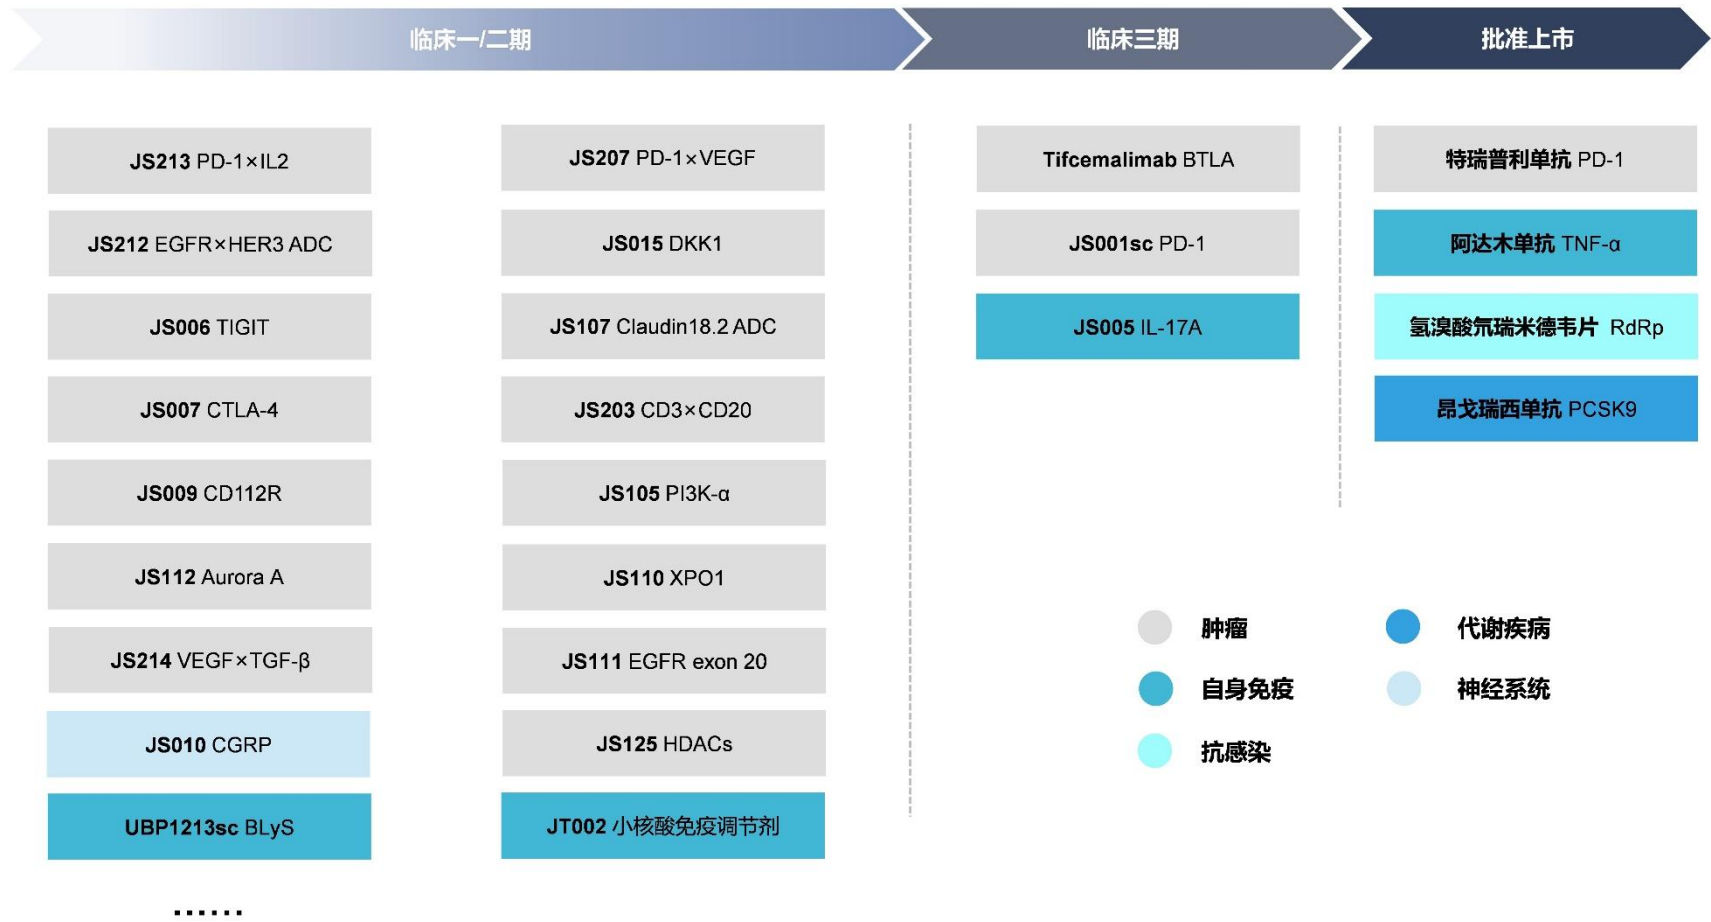 临床一/二期
临床三期
批准上市
JS213 PD-1×IL2
JS212 EGFR×HER3 ADC
JS006 TIGIT
JS007 CTLA-4
JS009 CD112R
JS112 Aurora A
JS214 VEGF×TGF-β
JS010 CGRP
UBP1213sc BLyS
......
JS207 PD-1×VEGF
JS015 DKK1
JS107 Claudin18.2 ADC
JS203 CD3×CD20
JS105 PI3K-α
JS110 XPO1
JS111 EGFR exon 20
JS125 HDACs
JT002 小核酸免疫调节剂
Tifcemalimab BTLA
JS001sc PD-1
JS005 IL-17A
特瑞普利单抗 PD-1
阿达木单抗 TNF-α
氢溴酸氘瑞米德韦片 RdRp
昂戈瑞西单抗 PCSK9
肿瘤
自身免疫
抗感染
代谢疾病
神经系统